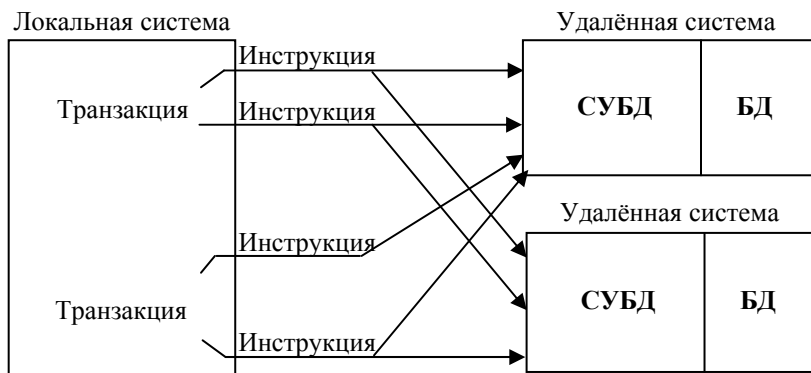 Локальная система
Удалённая система
Инструкция
Транзакция
Инструкция
СУБД
БД
Удалённая система
Инструкция
Транзакция
Инструкция
СУБД
БД